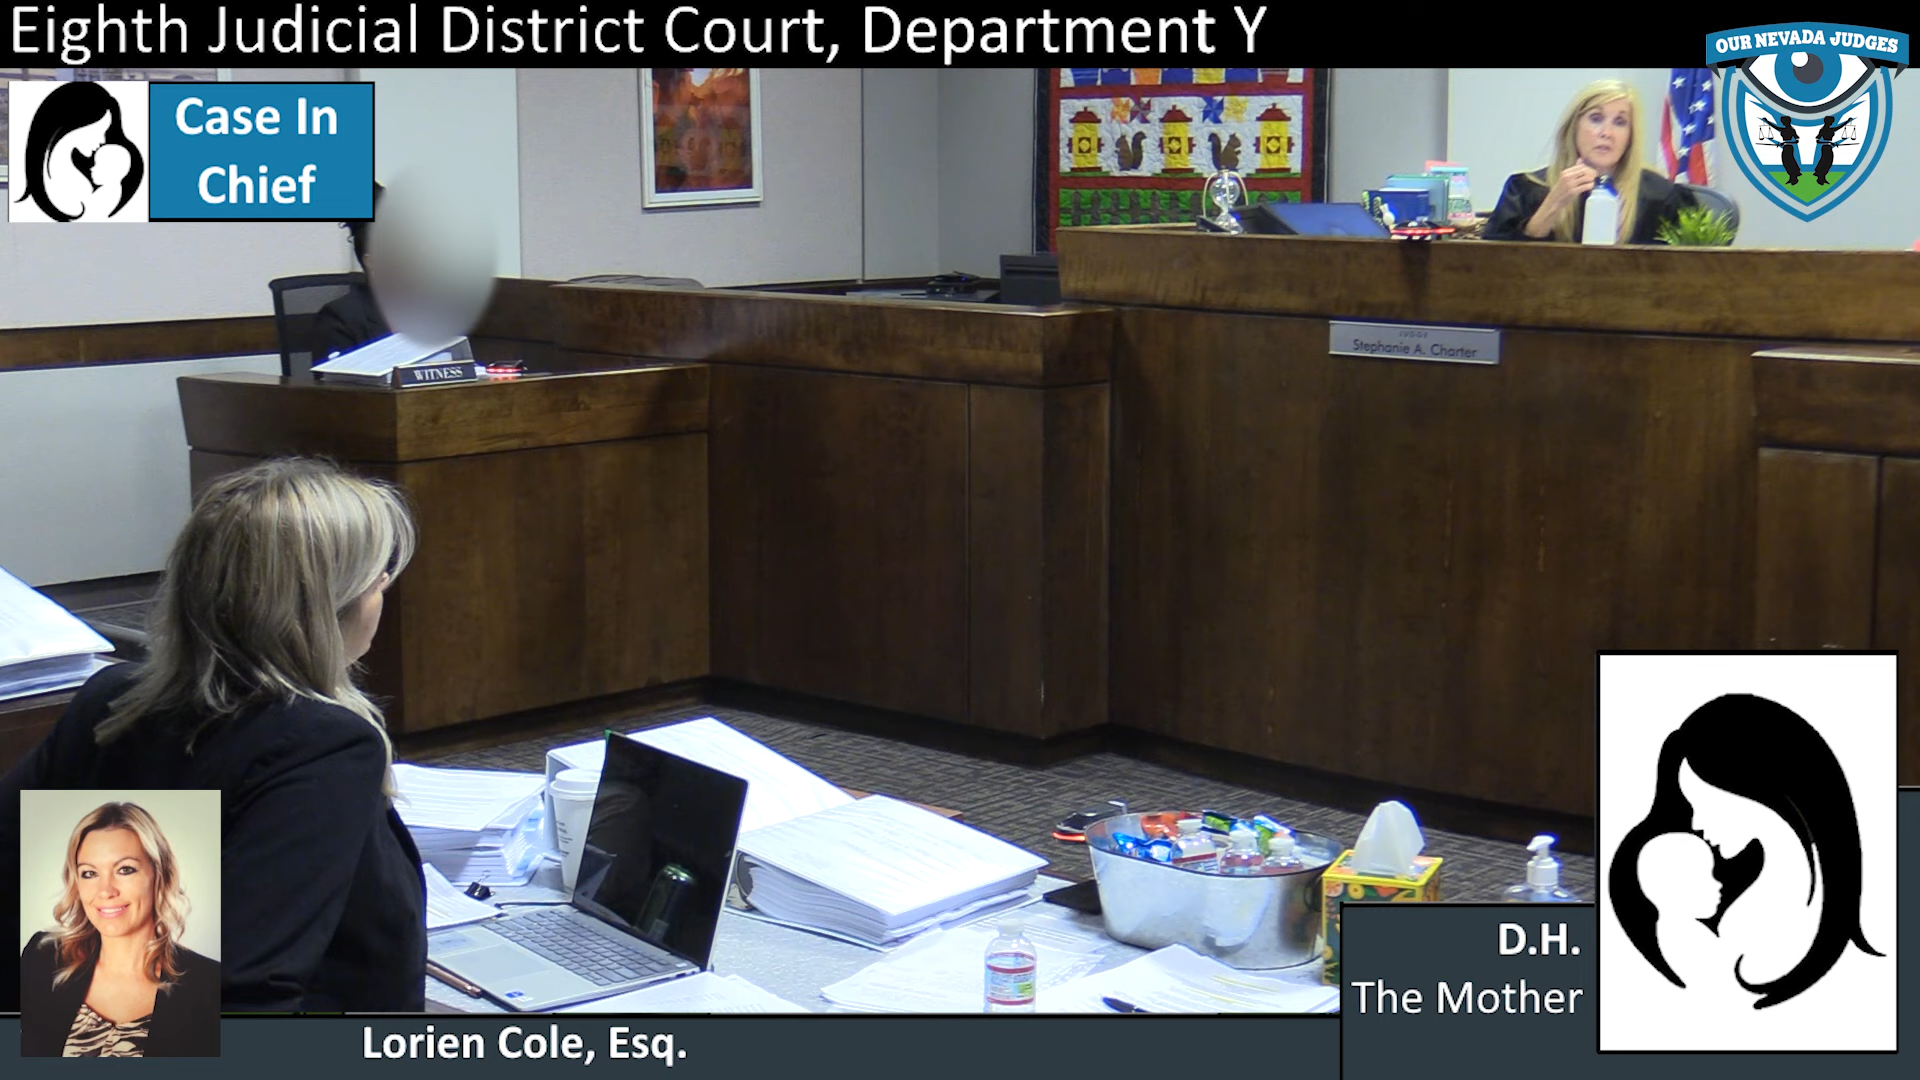 Eighth Judicial District Court, Department Y
OUR NEVADA JUDGES
Case In
Chief
WITNESS
JUDGE
Stephanie A. Charter
D.H.
The Mother
Lorien Cole, Esq.